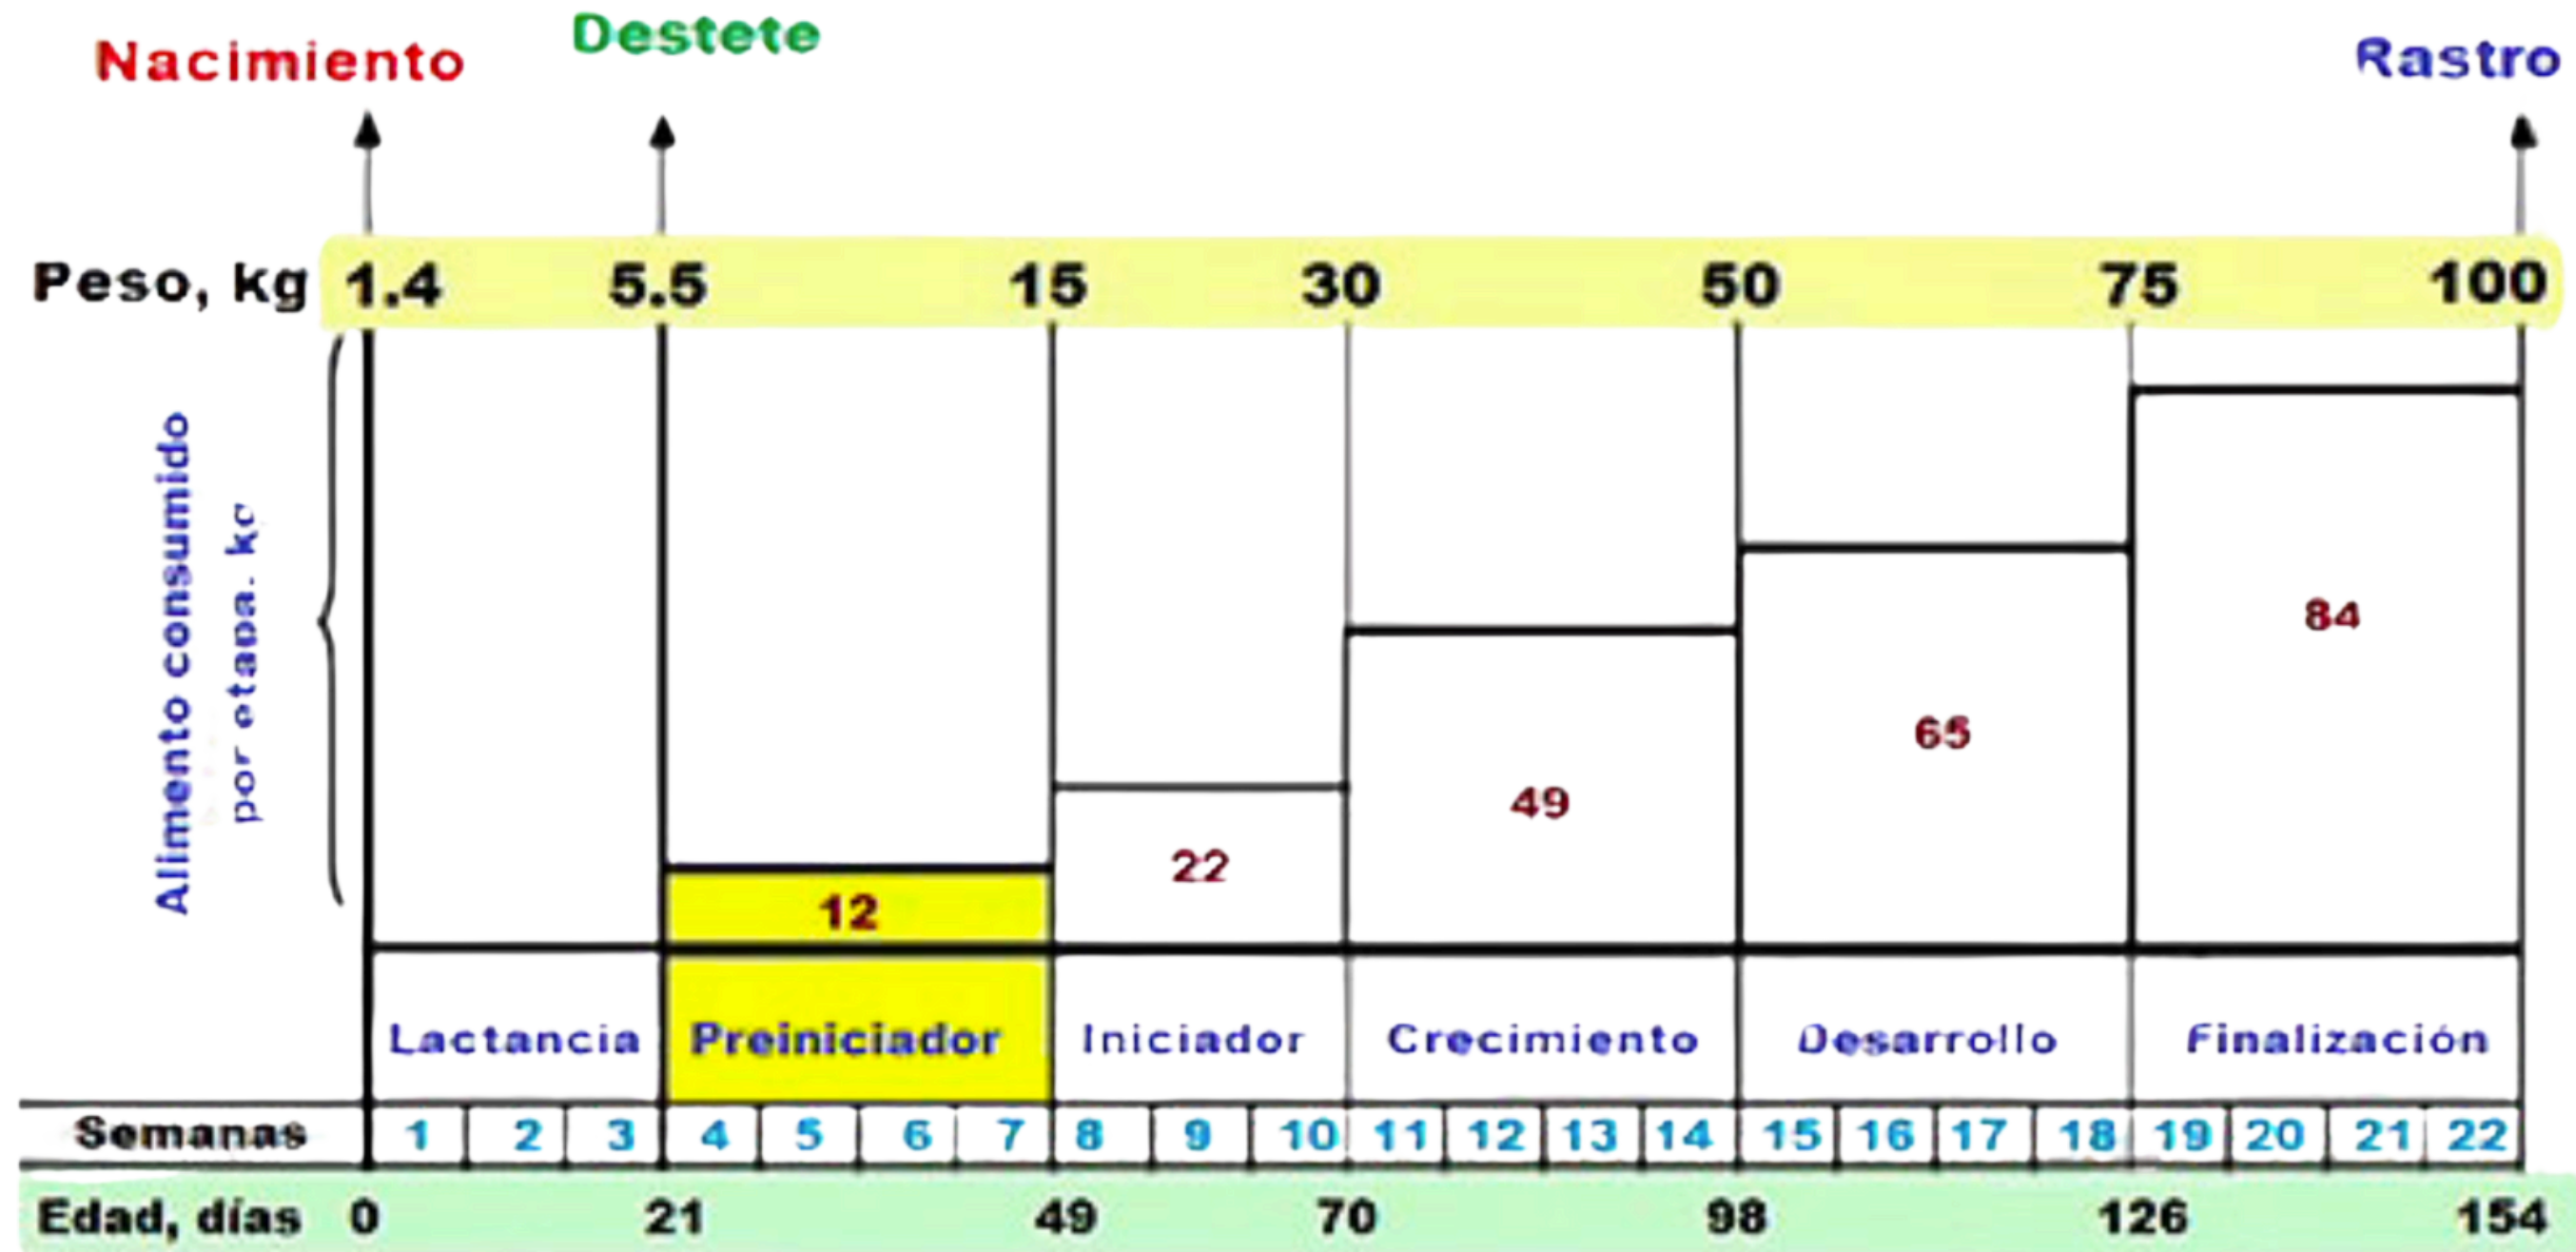 Nacimiento
Destete
Rastro
Peso, kg 1.4 5.5 15 30 50 75 100
Alimento consumido
por etapa. kg
12
22
49
65
84
Lactancia Preiniciador Iniciador Crecimiento Desarrollo Finalización
Semanas 1 2 3 4 5 6 7 8 9 10 11 12 13 14 15 16 17 18 19 20 21 22
Edad, días 0 21 49 70 98 126 154